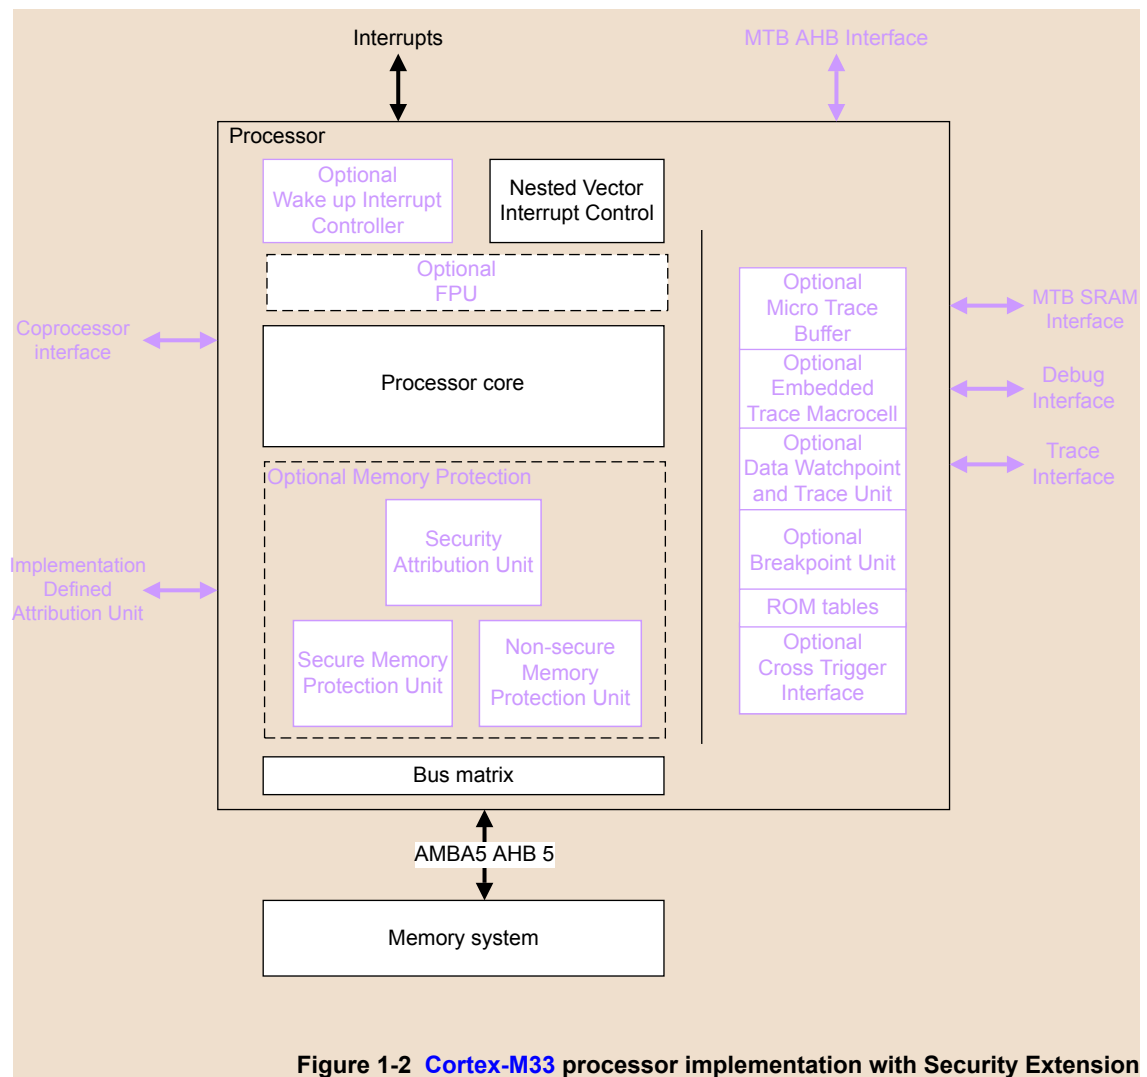 Interrupts
MTB AHB Interface
Processor
Optional
Wake up Interrupt
Controller
Nested Vector
Interrupt Control
Optional
FPU
Coprocessor
interface
Processor core
Optional Memory Protection
Security
Attribution Unit
Implementation
Defined
Attribution Unit
Secure Memory
Protection Unit
Non-secure
Memory
Protection Unit
Bus matrix
Optional
Micro Trace
Buffer
Optional
Embedded
Trace Macrocell
Optional
Data Watchpoint
and Trace Unit
Optional
Breakpoint Unit
ROM tables
Optional
Cross Trigger
Interface
MTB SRAM
Interface
Debug
Interface
Trace
Interface
AMBA5 AHB 5
Memory system
Figure 1-2 Cortex-M33 processor implementation with Security Extension